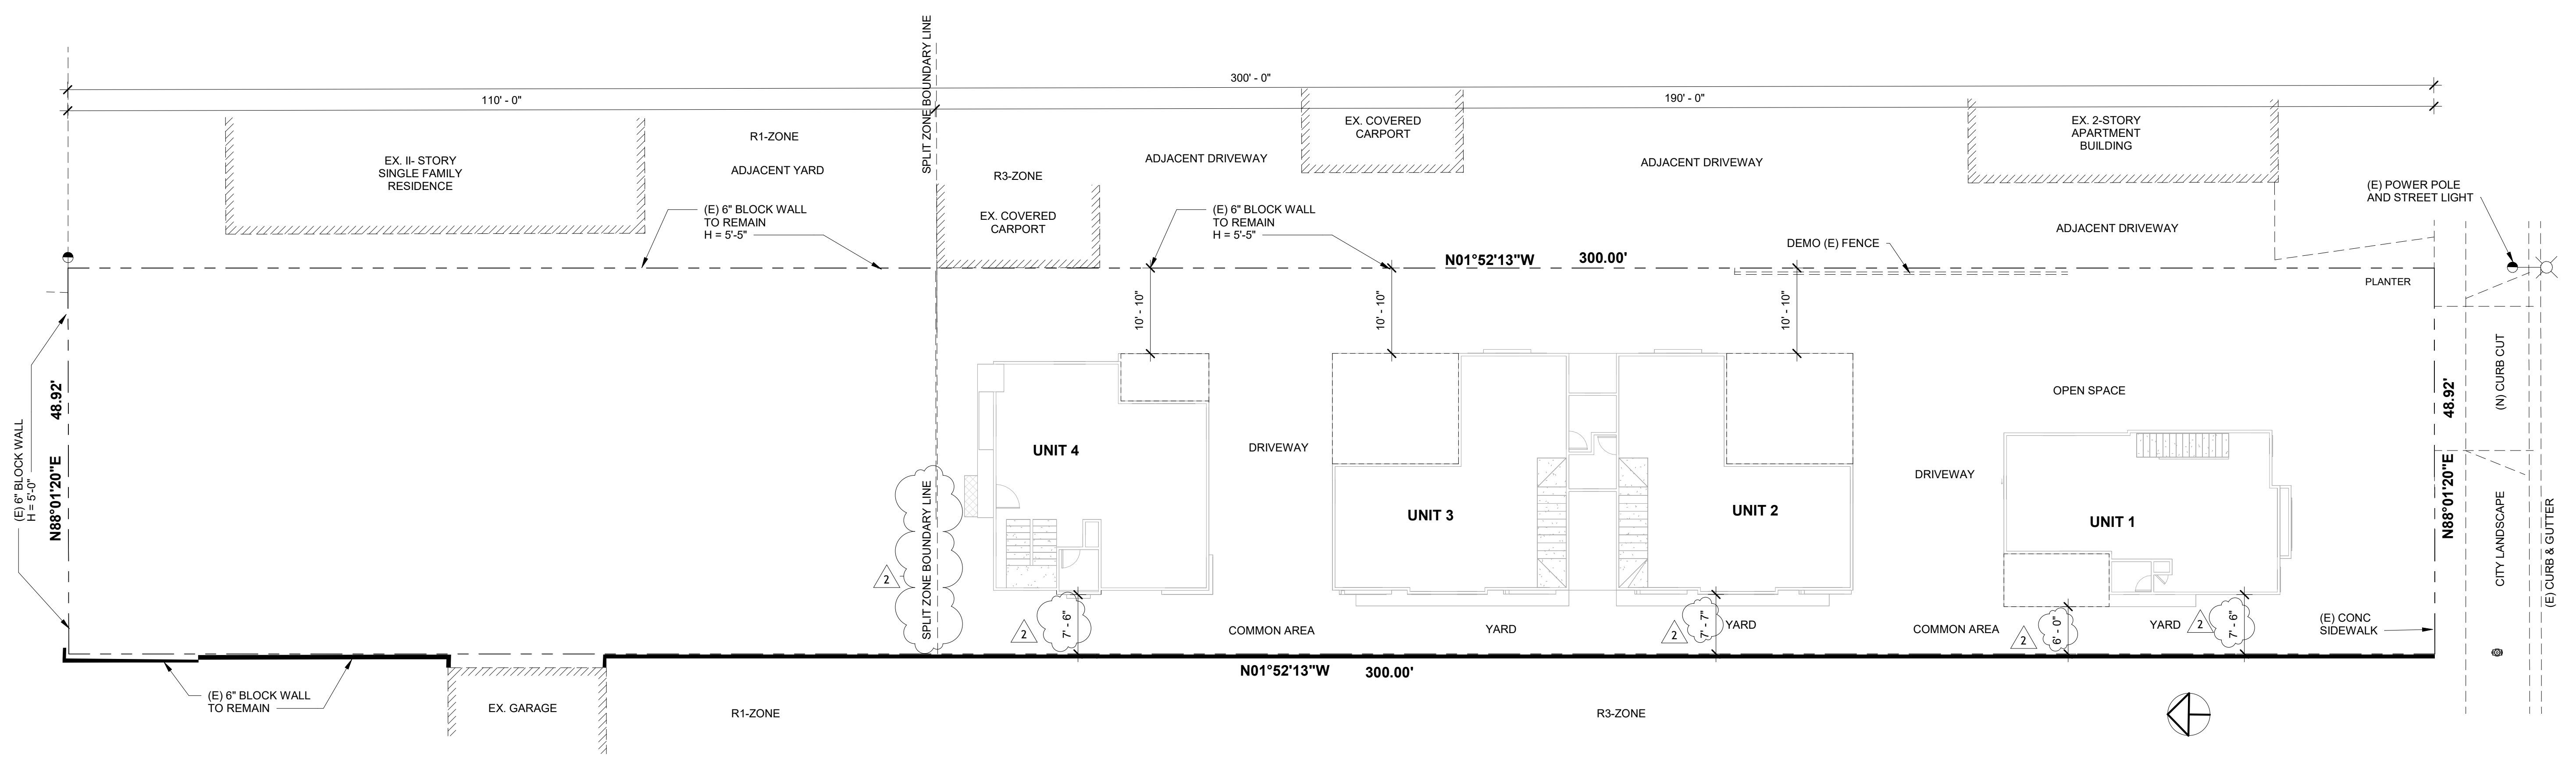 SPLIT ZONE BOUNDARY LINE
300' - 0"
110' - 0"
190' - 0"
R1-ZONE
ADJACENT YARD
EX. II- STORY
SINGLE FAMILY
RESIDENCE
R3-ZONE
EX. COVERED
CARPORT
ADJACENT DRIVEWAY
EX. COVERED
CARPORT
ADJACENT DRIVEWAY
EX. 2-STORY
APARTMENT
BUILDING
(E) POWER POLE
AND STREET LIGHT
(E) 6" BLOCK WALL
TO REMAIN
H = 5'-5"
(E) 6" BLOCK WALL
TO REMAIN
H = 5'-5"
ADJACENT DRIVEWAY
DEMO (E) FENCE
N01°52'13"W 300.00'
PLANTER
10' - 10"
10' - 10"
10' - 10"
(E) 6" BLOCK WALL
H = 5'-0"
N88°01'20"E 48.92'
UNIT 4
DRIVEWAY
UNIT 3
UNIT 2
DRIVEWAY
OPEN SPACE
UNIT 1
N88°01'20"E 48.92'
(N) CURB CUT
CITY LANDSCAPE
(E) CURB & GUTTER
SPLIT ZONE BOUNDARY LINE
2
2
7' - 6"
COMMON AREA
YARD
2
7' - 7"
YARD
COMMON AREA
2
6' - 0"
YARD
2
7' - 6"
(E) CONC
SIDEWALK
N01°52'13"W 300.00'
(E) 6" BLOCK WALL
TO REMAIN
EX. GARAGE
R1-ZONE
R3-ZONE